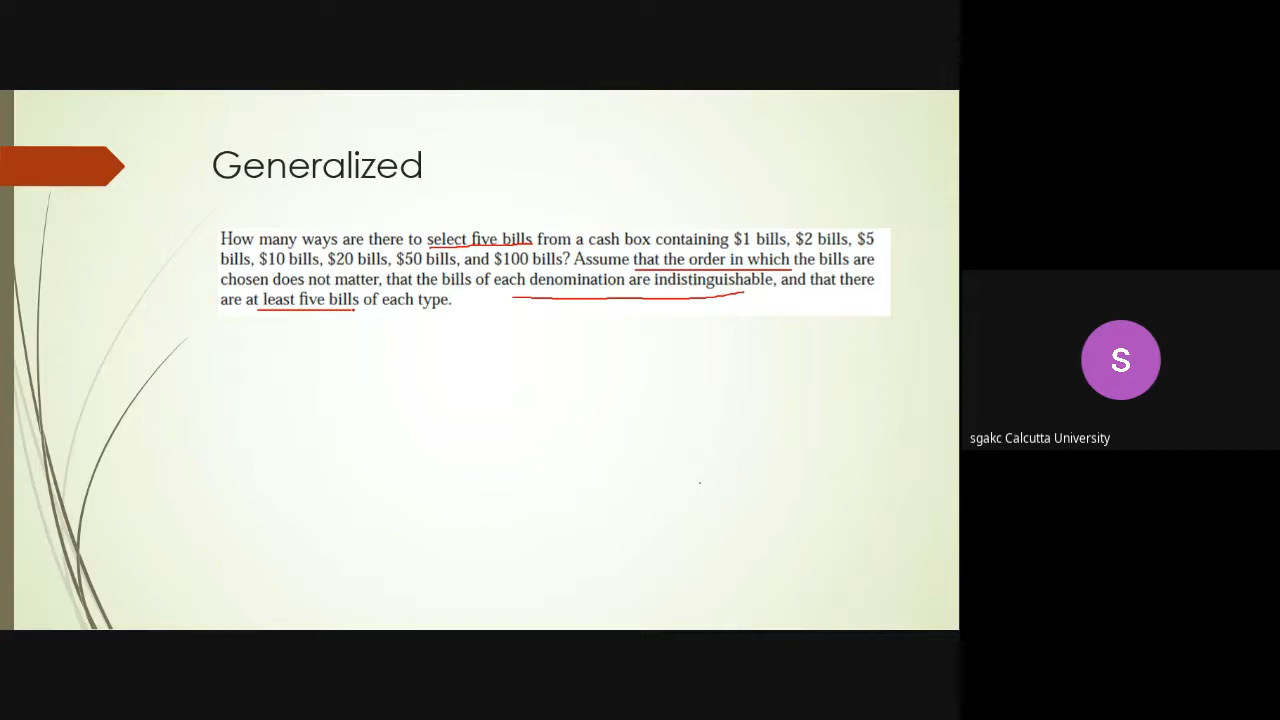 Generalized
How many ways are there to select five bills from a cash box containing $1 bills, $2 bills, $5
bills, $10 bills, $20 bills, $50 bills, and $100 bills? Assume that the order in which the bills are
chosen does not matter, that the bills of each denomination are indistinguishable, and that there
are at least five bills of each type.
S
sgakc Calcutta University